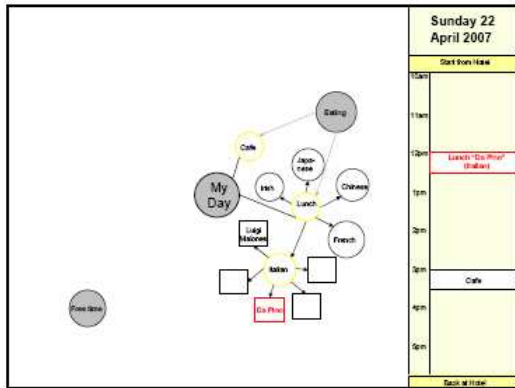 Sunday 22
April 2007
Start from Hotel
10am
11am
12pm
Lunch "Da Pino"
(Italian)
1pm
2pm
3pm
Cafe
4pm
5pm
Back at Hotel
Eating
Cafe
Japa-
nese
Irish
Chinese
My
Day
Lunch
French
Luigi
Malones
Italian
Da Pino
Free time